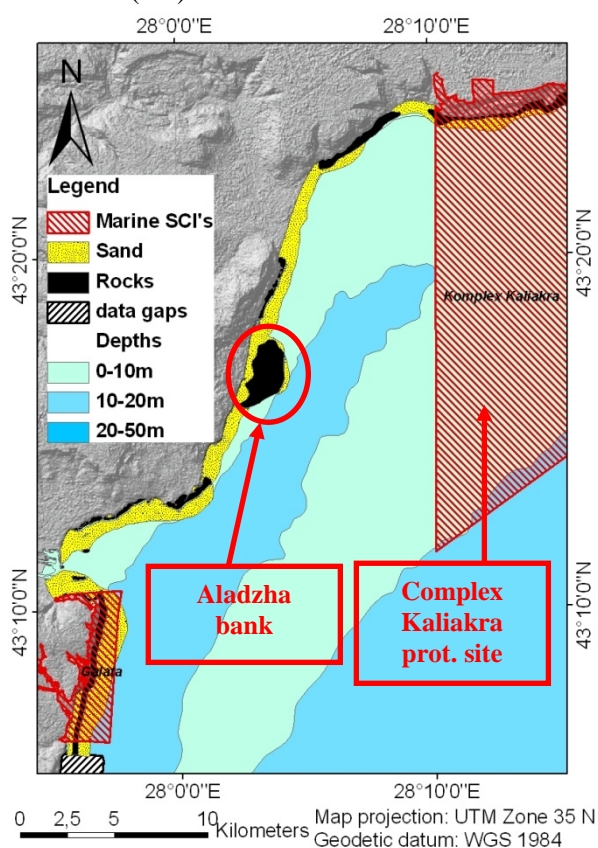 28°0'0"E 28°10'0"E
N
Legend
Marine SCI's
Sand
Rocks
data gaps
Depths
0-10m
10-20m
20-50m
43°20'0"N
43°20'0"N
Komplex Kaliakra
Aladzha
bank
Complex
Kaliakra
prot. site
43°10'0"N
43°10'0"N
Galata
28°0'0"E 28°10'0"E
0 2,5 5 10 Kilometers
Map projection: UTM Zone 35 N
Geodetic datum: WGS 1984